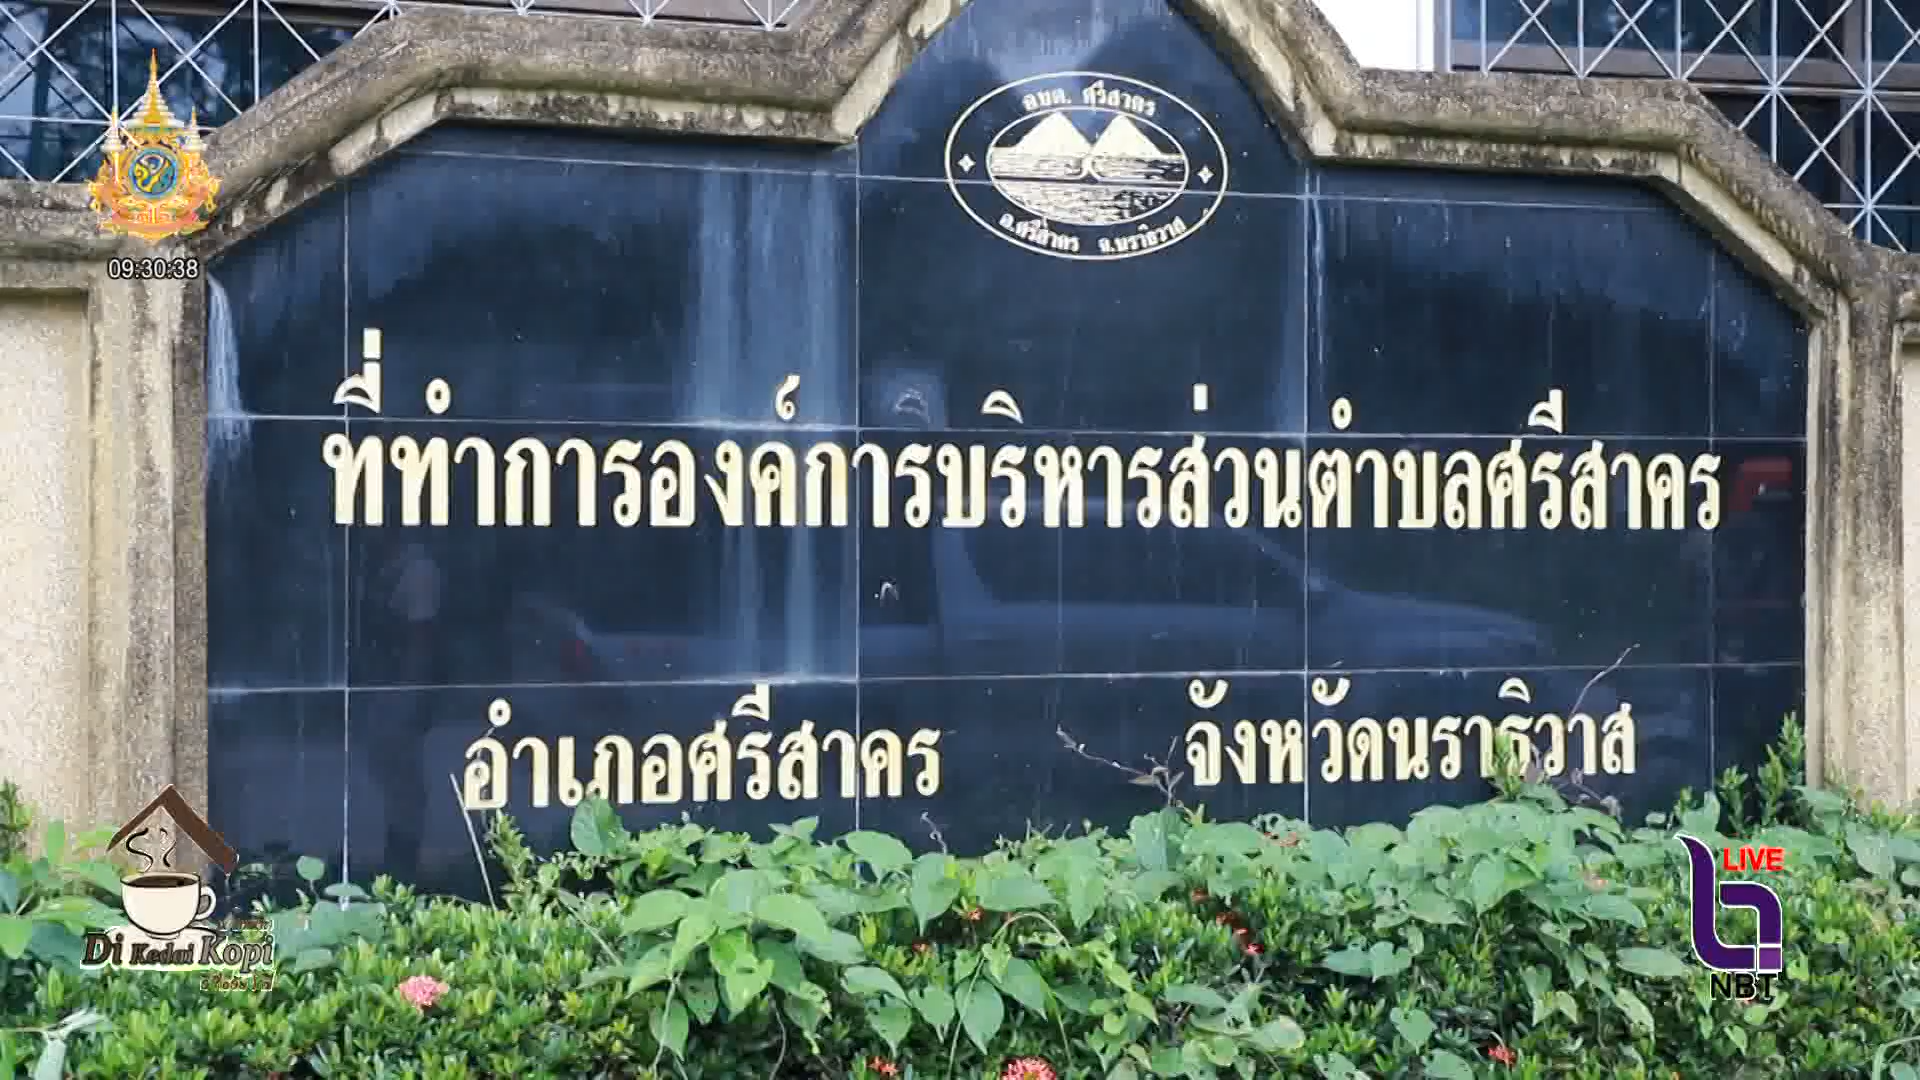 อบต. ศรีสาคร
อ.ศรีสาคร จ.นราธิวาส
09:30:38
ที่ทำการองค์การบริหารส่วนตำบลศรีสาคร
อำเภอศรีสาคร จังหวัดนราธิวาส
LIVE
Di Kedai Kopi
NBT